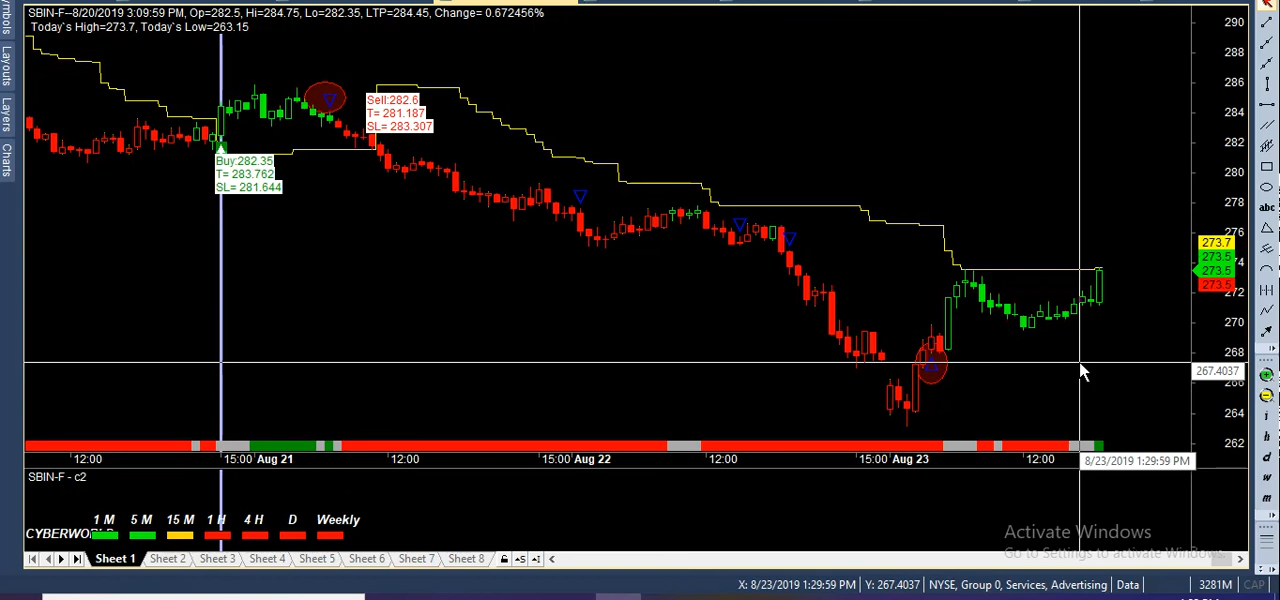 SBIN-F--8/20/2019 3:09:59 PM, Op=282.5, Hi=284.75, Lo=282.35, LTP=284.45, Change= 0.672456%
Today`s High=273.7, Today`s Low=263.15
Layouts
Layers
Charts
Sell:282.6
T= 281.187
SL= 283.307
Buy:282.35
T= 283.762
SL= 281.644
290
288
286
284
282
280
278
276
273.7
273.5
273.5
273.5
272
270
268
267.4037
264
262
abc
i
h
d
w
m
12:00 15:00 Aug 21 12:00 15:00 Aug 22 12:00 15:00 Aug 23 12:00
8/23/2019 1:29:59 PM
SBIN-F - c2
1 M 5 M 15 M 1 H 4 H D Weekly
Activate Windows
Go to Settings to activate Windows.
Sheet 1 Sheet 2 Sheet 3 Sheet 4 Sheet 5 Sheet 6 Sheet 7 Sheet 8
X: 8/23/2019 1:29:59 PM Y: 267.4037 NYSE, Group 0, Services, Advertising Data 3281M CAP